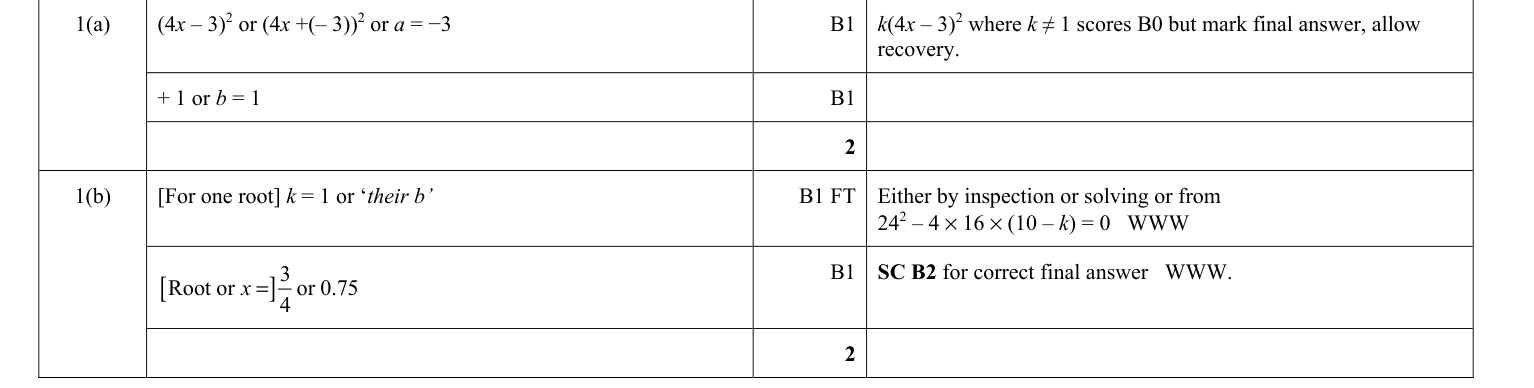 1(a) (4x – 3)² or (4x +(– 3))² or a = −3 B1 k(4x – 3)² where k ≠ 1 scores B0 but mark final answer, allow
recovery.
+ 1 or b = 1 B1
2
1(b) [For one root] k = 1 or ‘their b’ B1 FT Either by inspection or solving or from
24² – 4 × 16 × (10 – k) = 0 WWW
[Root or x =] 3/4 or 0.75 B1 SC B2 for correct final answer WWW.
2